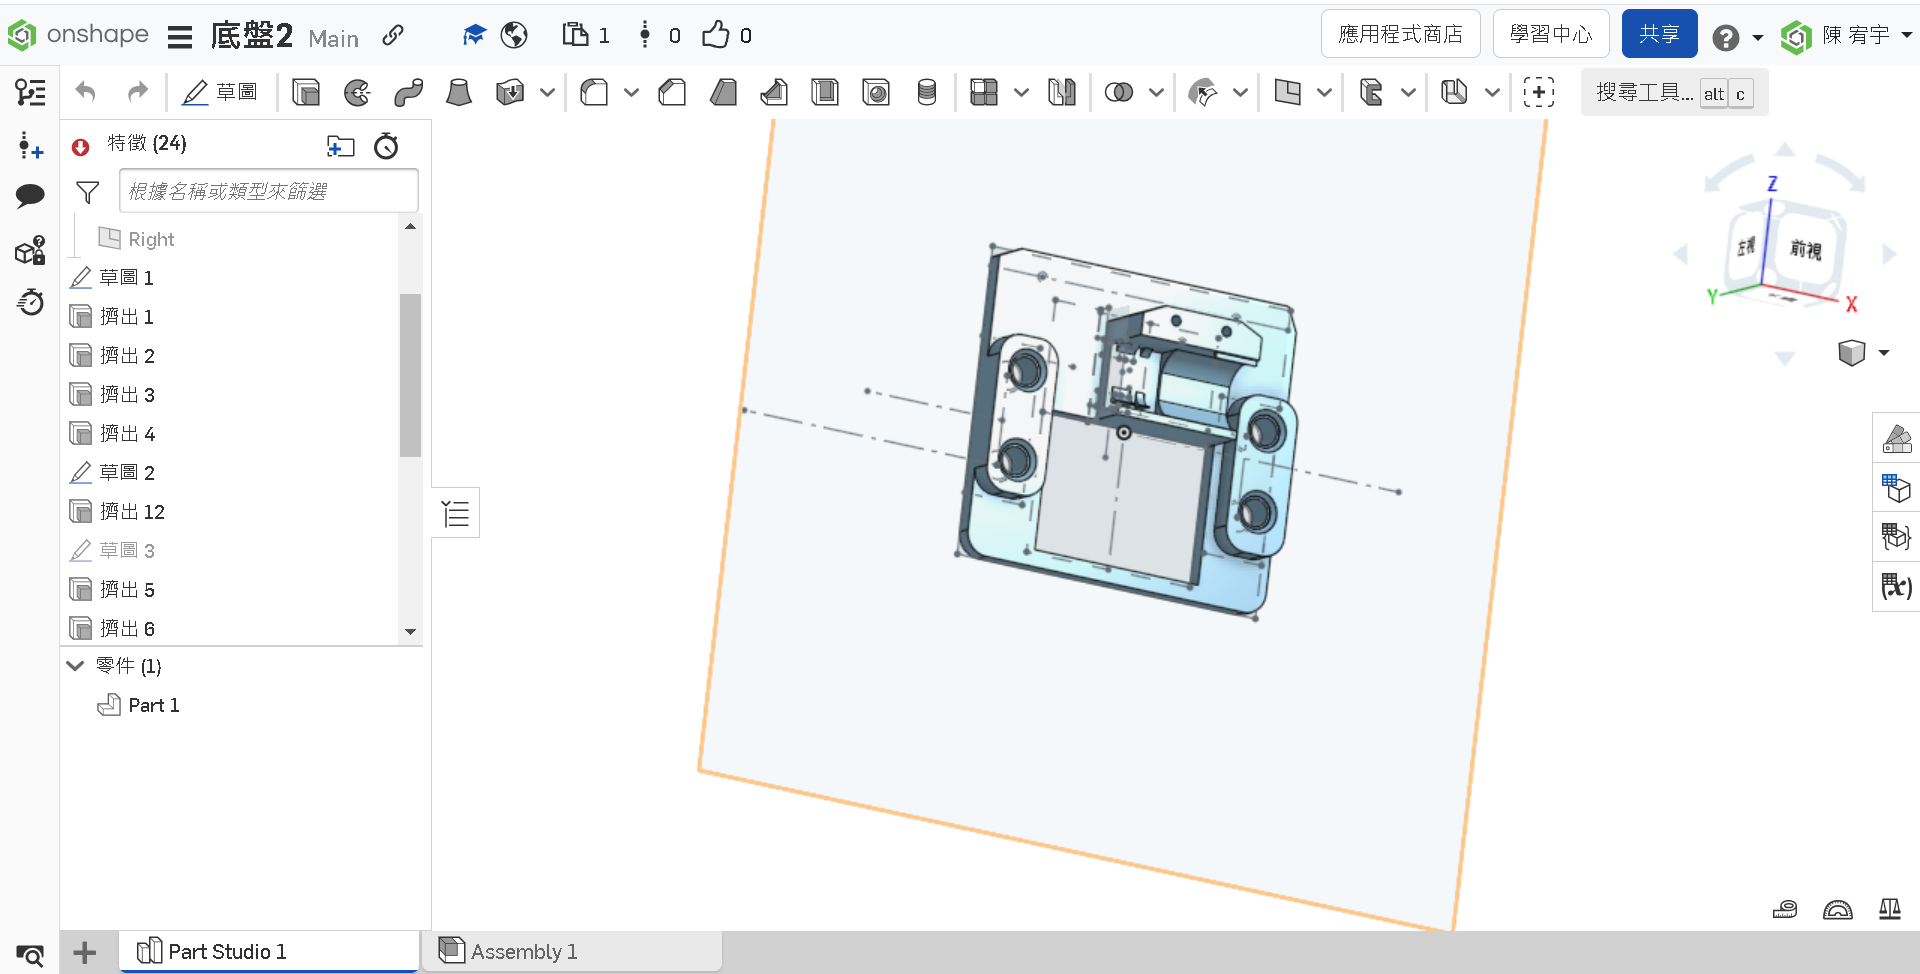 onshape 底盤2 Main 1 0 0 應用程式商店 學習中心 共享 陳 宥宇
草圖 搜尋工具... alt c
特徵 (24)
根據名稱或類型來篩選
Right
草圖 1
擠出 1
擠出 2
擠出 3
擠出 4
草圖 2
擠出 12
草圖 3
擠出 5
擠出 6
零件 (1)
Part 1
Z
左視 前視
Y X
(x)
Part Studio 1 Assembly 1